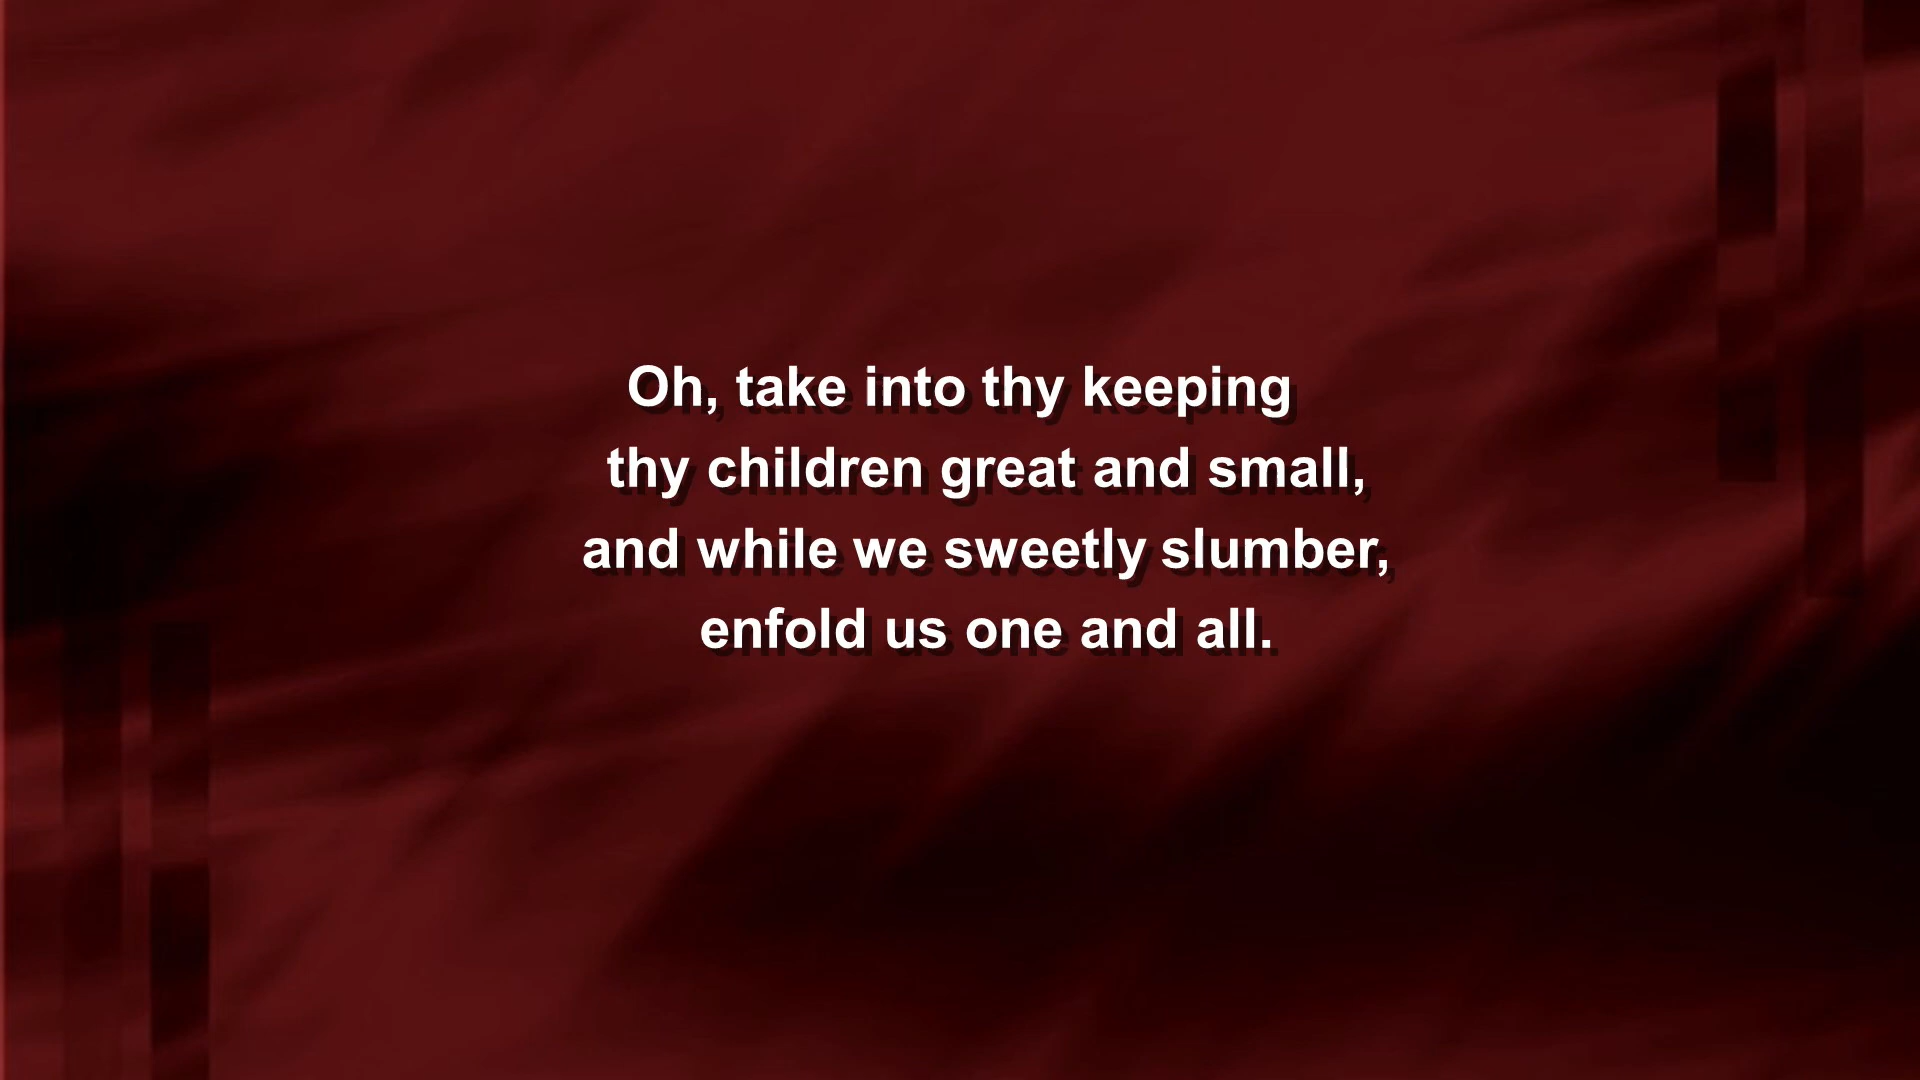 Oh, take into thy keeping
thy children great and small,
and while we sweetly slumber,
enfold us one and all.